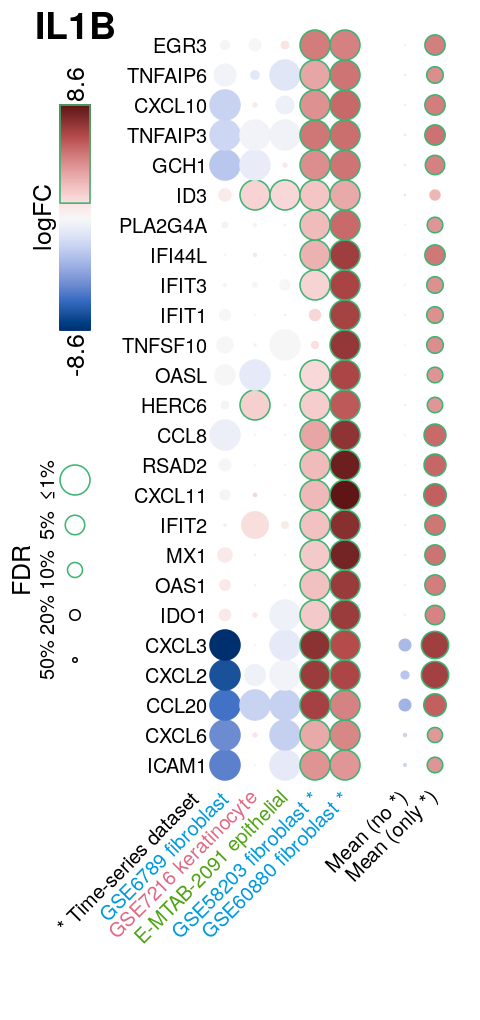 IL1B
8.6
logFC
-8.6
FDR
≤1%
5%
10%
20%
50%
EGR3
TNFAIP6
CXCL10
TNFAIP3
GCH1
ID3
PLA2G4A
IFI44L
IFIT3
IFIT1
TNFSF10
OASL
HERC6
CCL8
RSAD2
CXCL11
IFIT2
MX1
OAS1
IDO1
CXCL3
CXCL2
CCL20
CXCL6
ICAM1
* Time-series dataset
GSE6789 fibroblast
GSE7216 keratinocyte
E-MTAB-2091 epithelial
GSE58203 fibroblast *
GSE60880 fibroblast *
Mean (no *)
Mean (only *)